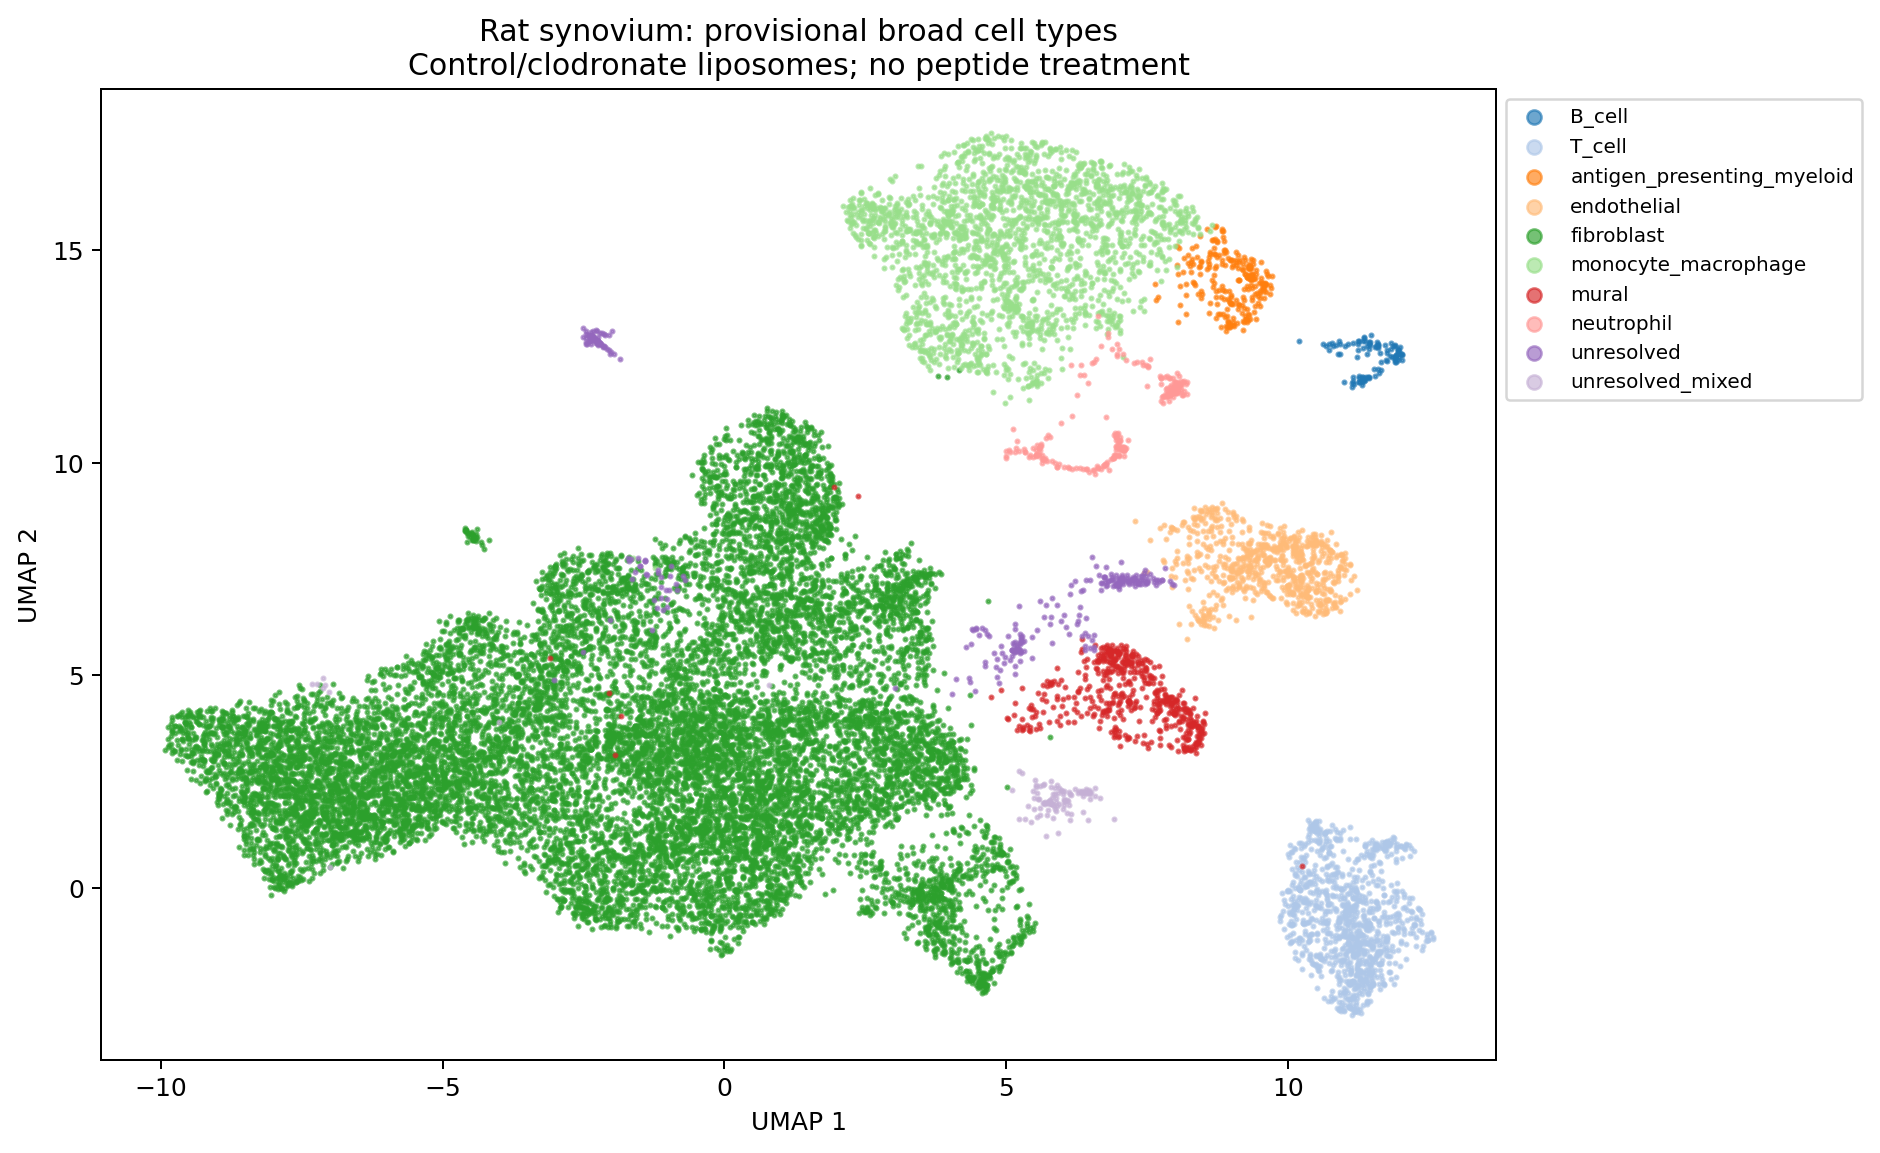 Rat synovium: provisional broad cell types
Control/clodronate liposomes; no peptide treatment
B_cell
T_cell
antigen_presenting_myeloid
endothelial
fibroblast
monocyte_macrophage
mural
neutrophil
unresolved
unresolved_mixed
UMAP 2
15
10
5
0
−10
−5
0
5
10
UMAP 1